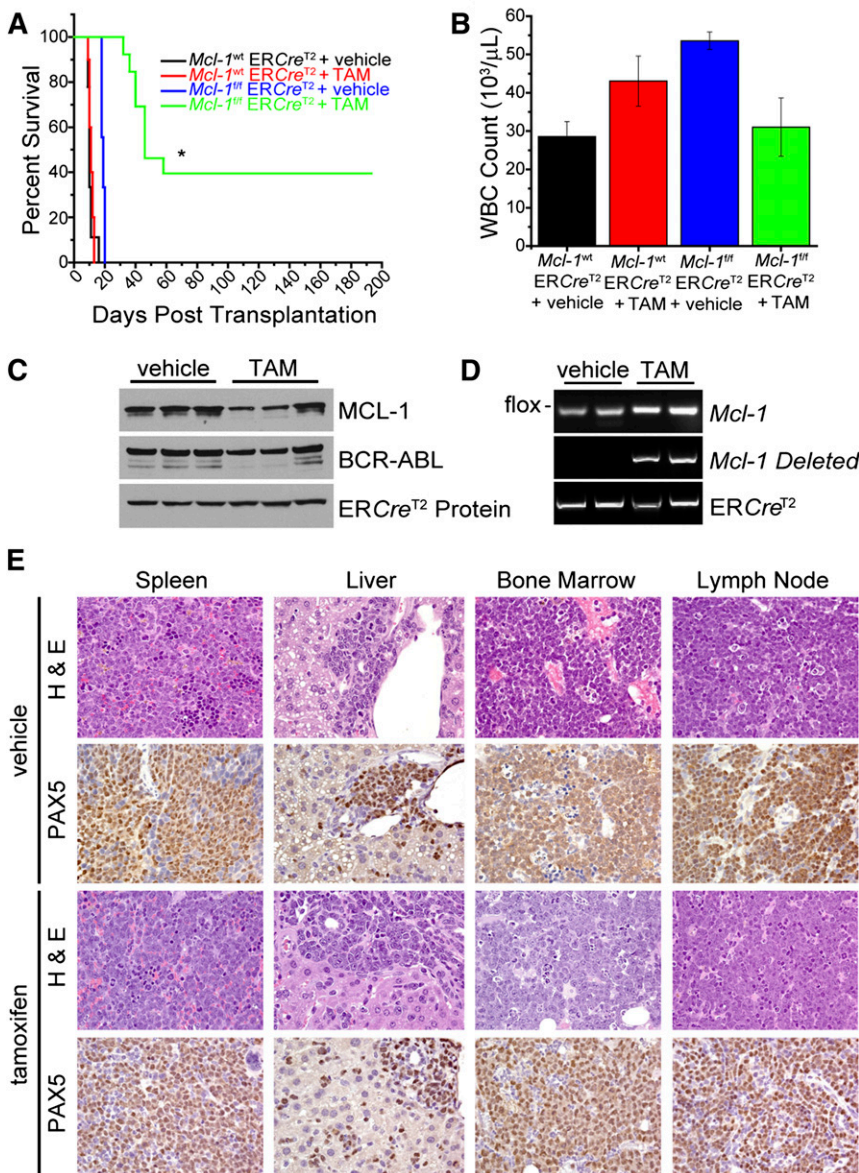 A
Percent Survival
100
80
60
40
20
0
0 20 40 60 80 100 120 140 160 180 200
Days Post Transplantation
Mcl-1ʷᵗ ERCreᵀ² + vehicle
Mcl-1ʷᵗ ERCreᵀ² + TAM
Mcl-1ᶠ/ᶠ ERCreᵀ² + vehicle
Mcl-1ᶠ/ᶠ ERCreᵀ² + TAM
*
B
WBC Count (10³/μL)
60
50
40
30
20
10
0
Mcl-1ʷᵗ ERCreᵀ² + vehicle
Mcl-1ʷᵗ ERCreᵀ² + TAM
Mcl-1ᶠ/ᶠ ERCreᵀ² + vehicle
Mcl-1ᶠ/ᶠ ERCreᵀ² + TAM
C
vehicle TAM
MCL-1
BCR-ABL
ERCreᵀ² Protein
D
vehicle TAM
flox - Mcl-1
Mcl-1 Deleted
ERCreᵀ²
E
Spleen Liver Bone Marrow Lymph Node
vehicle
H & E
PAX5
tamoxifen
H & E
PAX5